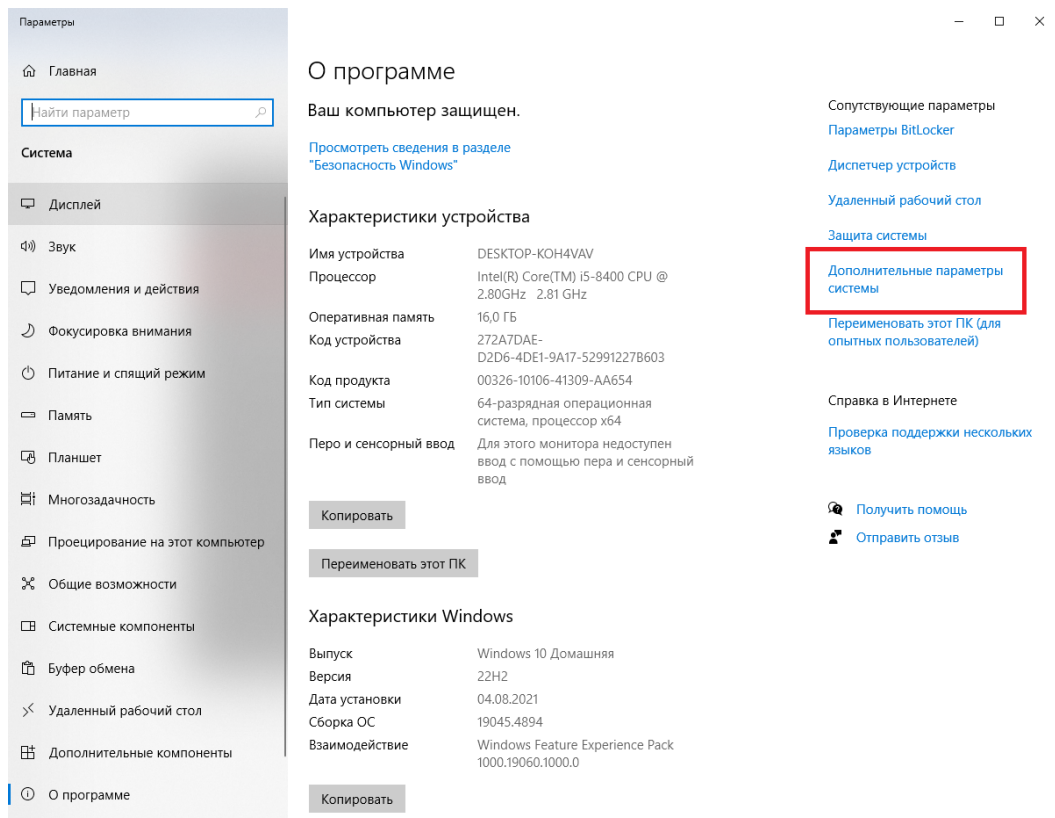 Параметры
Главная
Найти параметр
Система
Дисплей
Звук
Уведомления и действия
Фокусировка внимания
Питание и спящий режим
Память
Планшет
Многозадачность
Проецирование на этот компьютер
Общие возможности
Системные компоненты
Буфер обмена
Удаленный рабочий стол
Дополнительные компоненты
О программе
О программе
Ваш компьютер защищен.
Просмотреть сведения в разделе
"Безопасность Windows"
Характеристики устройства
Имя устройства DESKTOP-KOH4VAV
Процессор Intel(R) Core(TM) i5-8400 CPU @
2.80GHz 2.81 GHz
Оперативная память 16,0 ГБ
Код устройства 272A7DAE-
D2D6-4DE1-9A17-52991227B603
Код продукта 00326-10106-41309-AA654
Тип системы 64-разрядная операционная
система, процессор x64
Перо и сенсорный ввод Для этого монитора недоступен
ввод с помощью пера и сенсорный
ввод
Копировать
Переименовать этот ПК
Характеристики Windows
Выпуск Windows 10 Домашняя
Версия 22H2
Дата установки 04.08.2021
Сборка ОС 19045.4894
Взаимодействие Windows Feature Experience Pack
1000.19060.1000.0
Копировать
Сопутствующие параметры
Параметры BitLocker
Диспетчер устройств
Удаленный рабочий стол
Защита системы
Дополнительные параметры
системы
Переименовать этот ПК (для
опытных пользователей)
Справка в Интернете
Проверка поддержки нескольких
языков
Получить помощь
Отправить отзыв